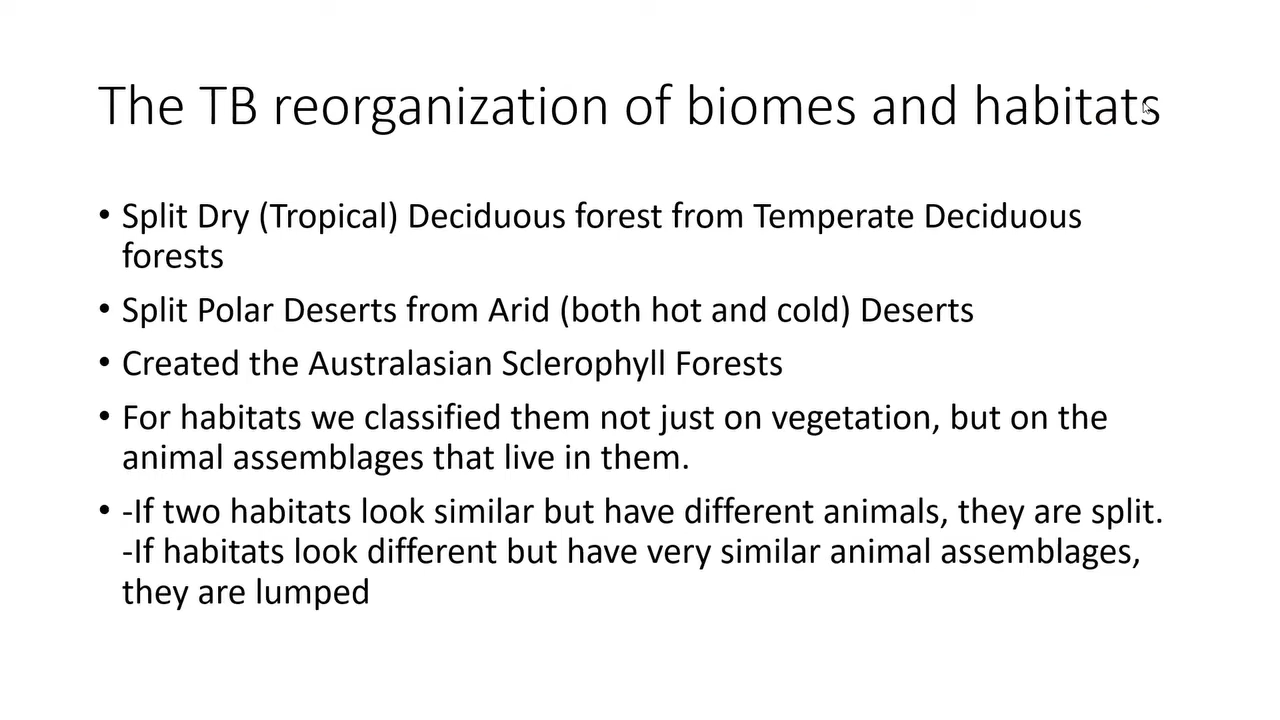 The TB reorganization of biomes and habitats
• Split Dry (Tropical) Deciduous forest from Temperate Deciduous
forests
• Split Polar Deserts from Arid (both hot and cold) Deserts
• Created the Australasian Sclerophyll Forests
• For habitats we classified them not just on vegetation, but on the
animal assemblages that live in them.
• -If two habitats look similar but have different animals, they are split.
-If habitats look different but have very similar animal assemblages,
they are lumped